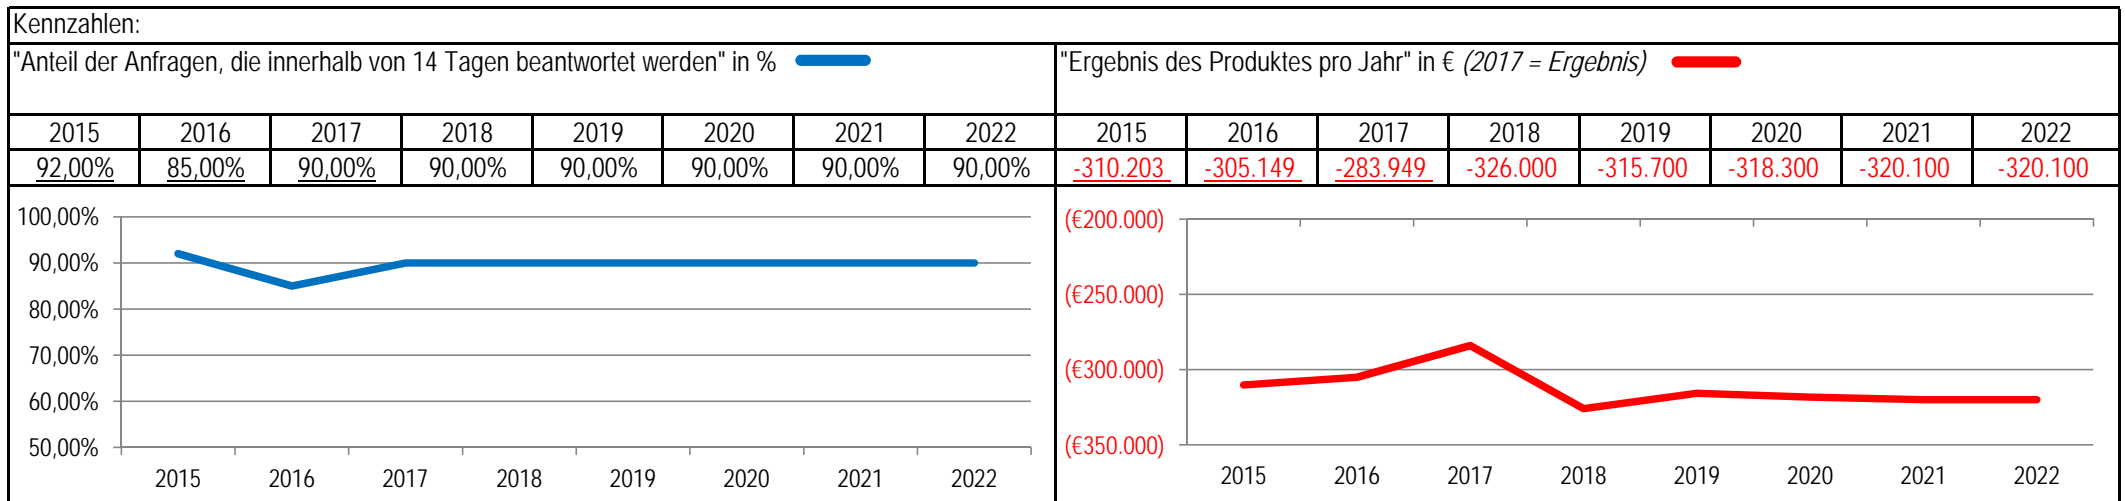 Kennzahlen:
"Anteil der Anfragen, die innerhalb von 14 Tagen beantwortet werden" in %
"Ergebnis des Produktes pro Jahr" in € (2017 = Ergebnis)
2015 2016 2017 2018 2019 2020 2021 2022 2015 2016 2017 2018 2019 2020 2021 2022
92,00% 85,00% 90,00% 90,00% 90,00% 90,00% 90,00% 90,00% -310.203 -305.149 -283.949 -326.000 -315.700 -318.300 -320.100 -320.100
100,00%
90,00%
80,00%
70,00%
60,00%
50,00%
2015 2016 2017 2018 2019 2020 2021 2022
(€200.000)
(€250.000)
(€300.000)
(€350.000)
2015 2016 2017 2018 2019 2020 2021 2022